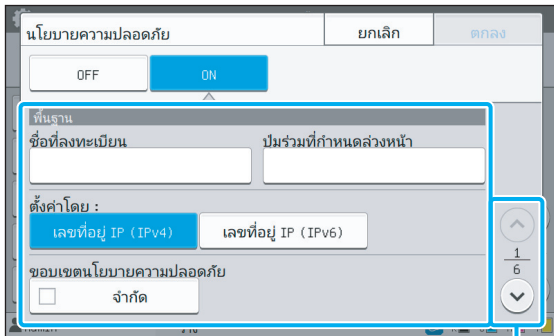 นโยบายความปลอดภัย ยกเลิก ตกลง
OFF ON
พื้นฐาน
ชื่อที่ลงทะเบียน ปุ่มร่วมที่กำหนดล่วงหน้า
ตั้งค่าโดย :
เลขที่อยู่ IP (IPv4) เลขที่อยู่ IP (IPv6)
1
6
ขอบเขตนโยบายความปลอดภัย
จำกัด